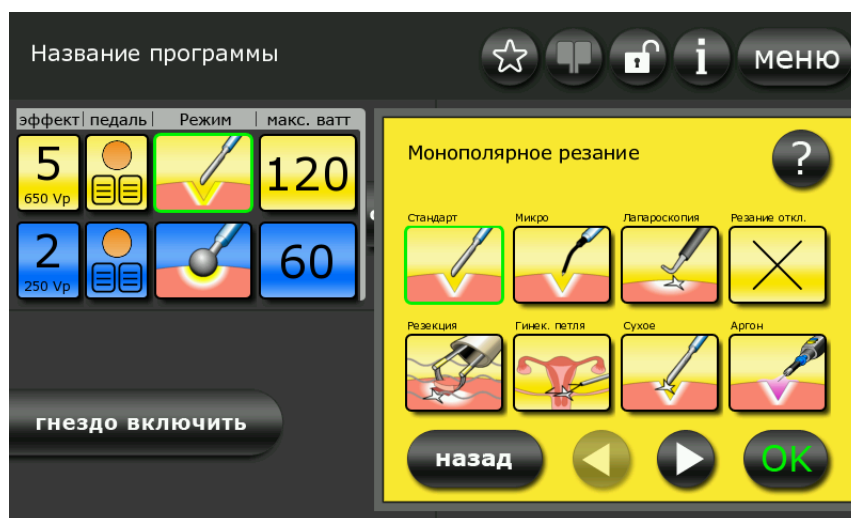 Название программы
i меню
эффект педаль Режим макс. ватт
5
650 Vp
120
2
250 Vp
60
гнездо включить
Монополярное резание
?
Стандарт Микро Лапароскопия Резание откл.
Резекция Гинек. петля Сухое Аргон
назад OK